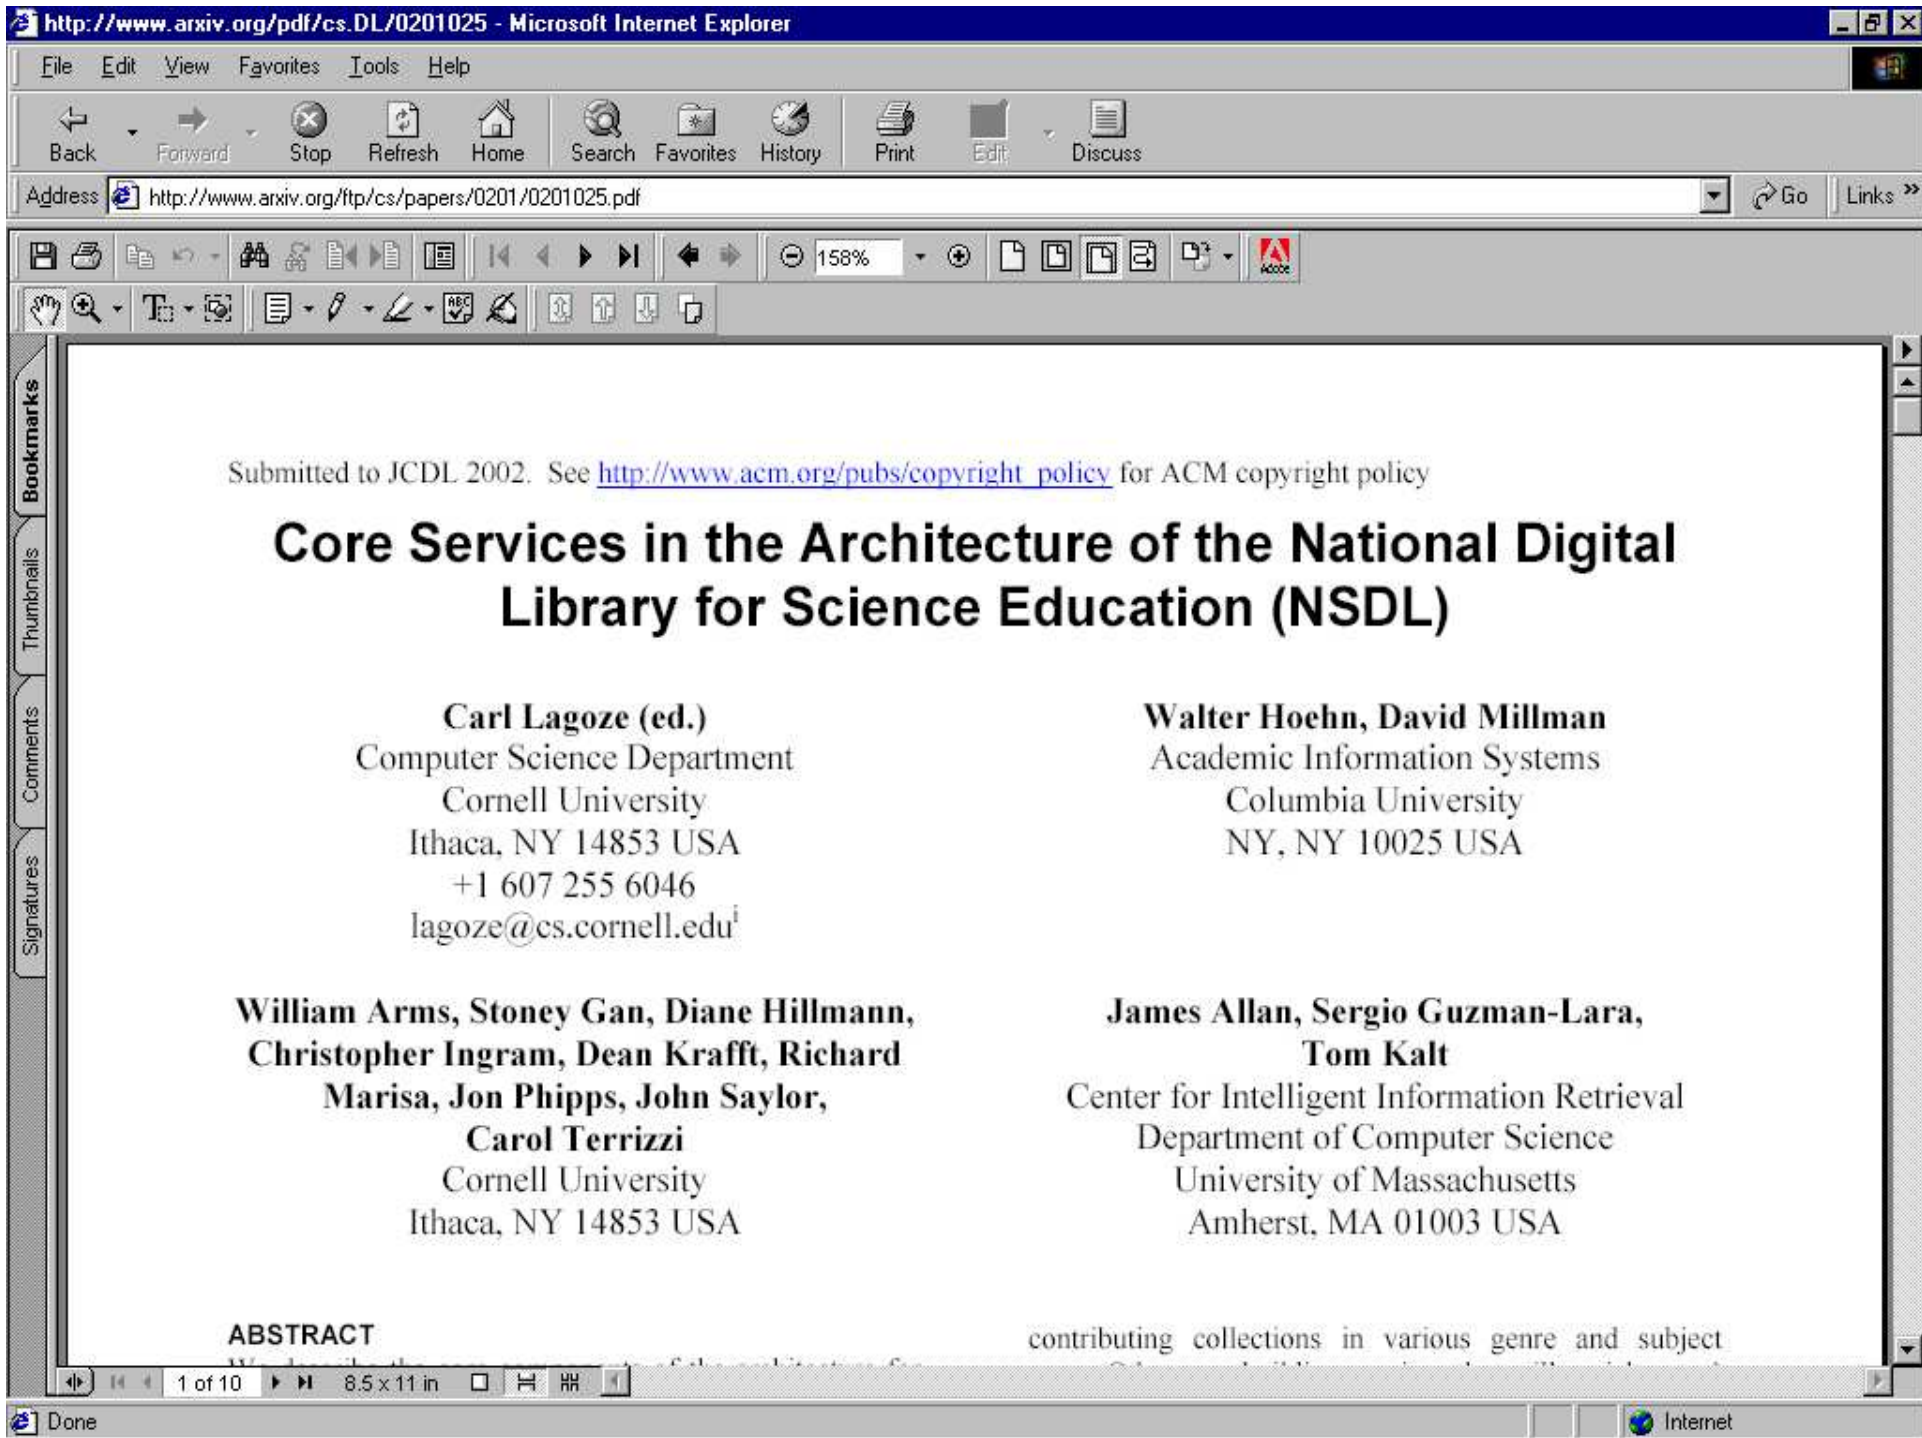 http://www.arxiv.org/pdf/cs.DL/0201025 - Microsoft Internet Explorer
File Edit View Favorites Tools Help
Back Forward Stop Refresh Home Search Favorites History Print Edit Discuss
Address http://www.arxiv.org/ftp/cs/papers/0201/0201025.pdf Go Links »
158% Adobe
T ABC
Bookmarks
Thumbnails
Comments
Signatures
Submitted to JCDL 2002. See http://www.acm.org/pubs/copyright_policy for ACM copyright policy
Core Services in the Architecture of the National Digital
Library for Science Education (NSDL)
Carl Lagoze (ed.)
Computer Science Department
Cornell University
Ithaca, NY 14853 USA
+1 607 255 6046
lagoze@cs.cornell.eduⁱ
Walter Hoehn, David Millman
Academic Information Systems
Columbia University
NY, NY 10025 USA
William Arms, Stoney Gan, Diane Hillmann,
Christopher Ingram, Dean Krafft, Richard
Marisa, Jon Phipps, John Saylor,
Carol Terrizzi
Cornell University
Ithaca, NY 14853 USA
James Allan, Sergio Guzman-Lara,
Tom Kalt
Center for Intelligent Information Retrieval
Department of Computer Science
University of Massachusetts
Amherst, MA 01003 USA
ABSTRACT
contributing collections in various genre and subject
1 of 10 8.5 x 11 in
Done Internet